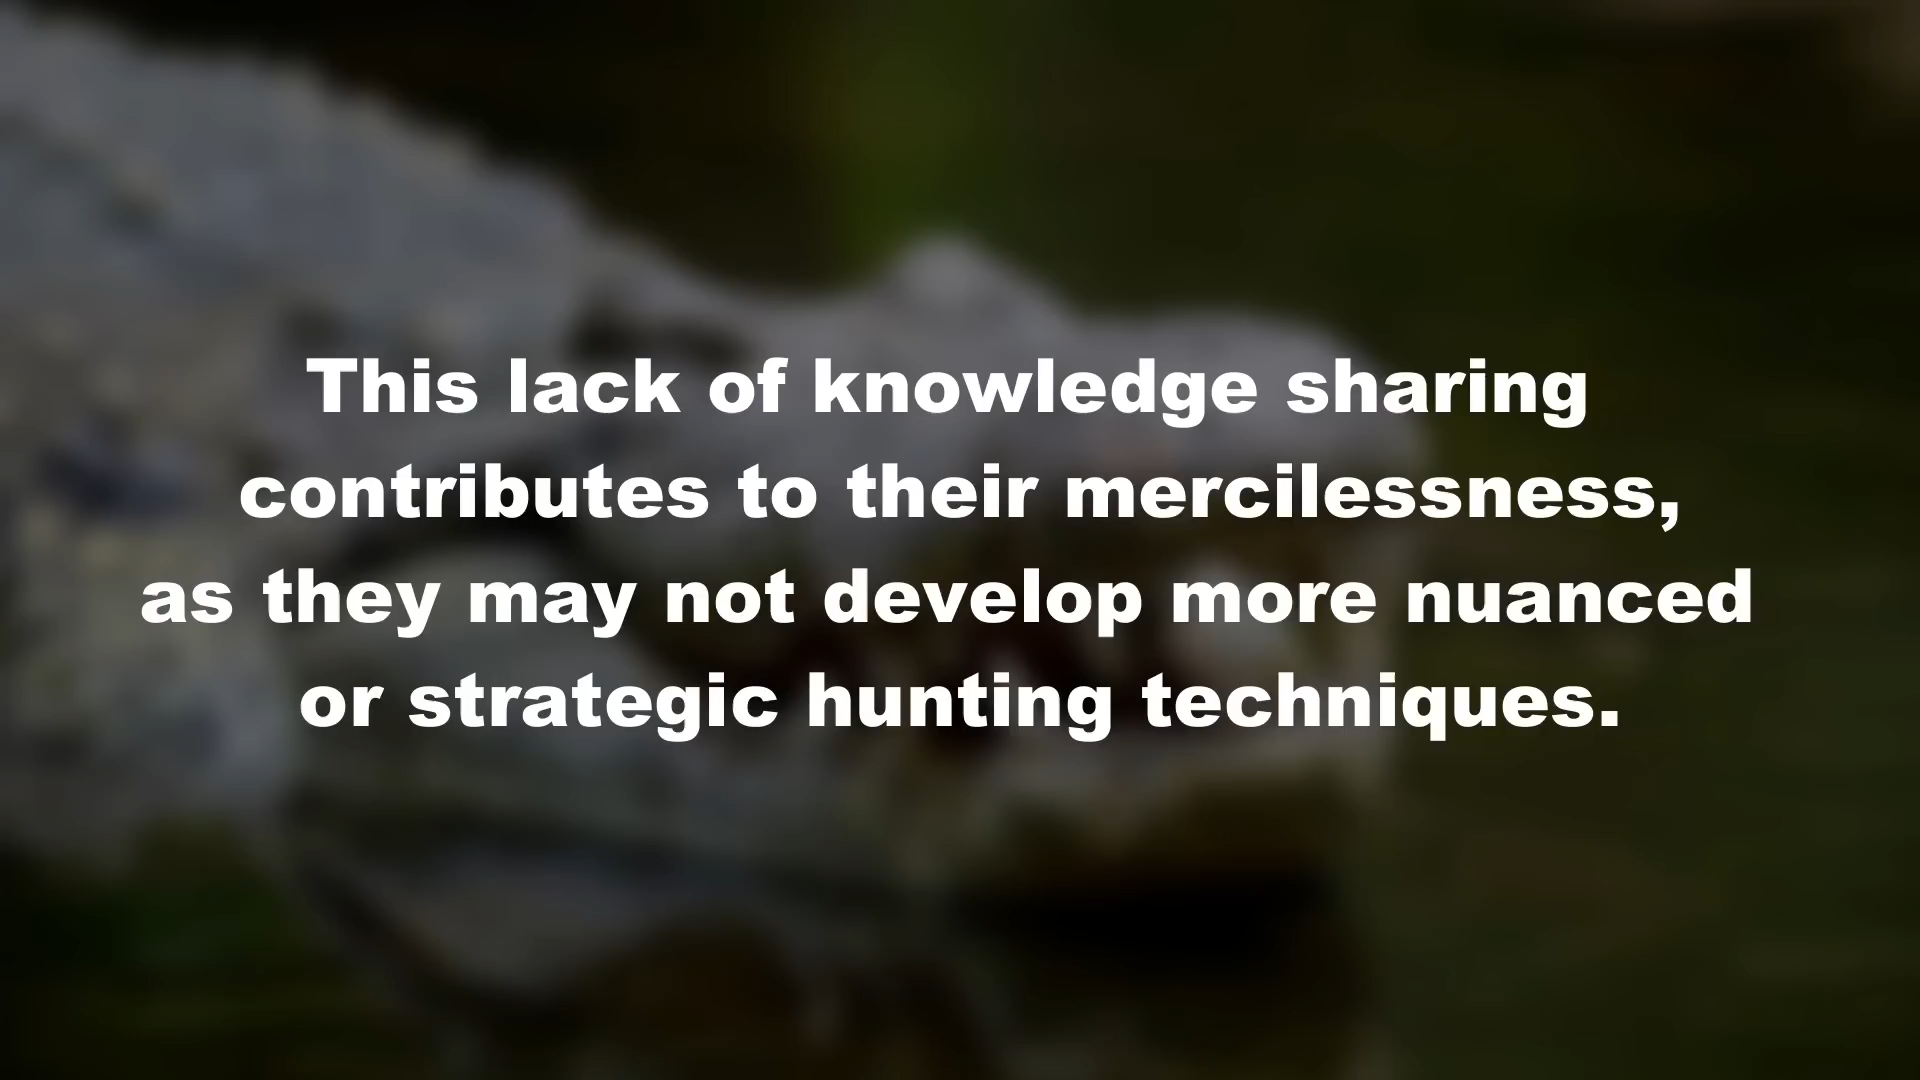 This lack of knowledge sharing
contributes to their mercilessness,
as they may not develop more nuanced
or strategic hunting techniques.